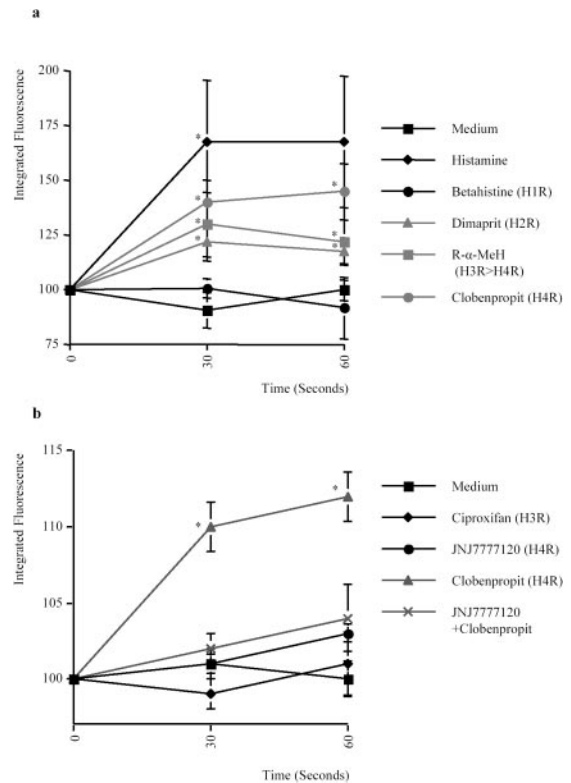 a
200
175
150
125
100
75
Integrated Fluorescence
0
30
60
Time (Seconds)
*
*
*
*
*
*
*
Medium
Histamine
Betahistine (H1R)
Dimaprit (H2R)
R-α-MeH
(H3R>H4R)
Clobenpropit (H4R)
b
115
110
105
100
Integrated Fluorescence
0
30
60
Time (Seconds)
*
*
Medium
Ciproxifan (H3R)
JNJ7777120 (H4R)
Clobenpropit (H4R)
JNJ7777120
+Clobenpropit